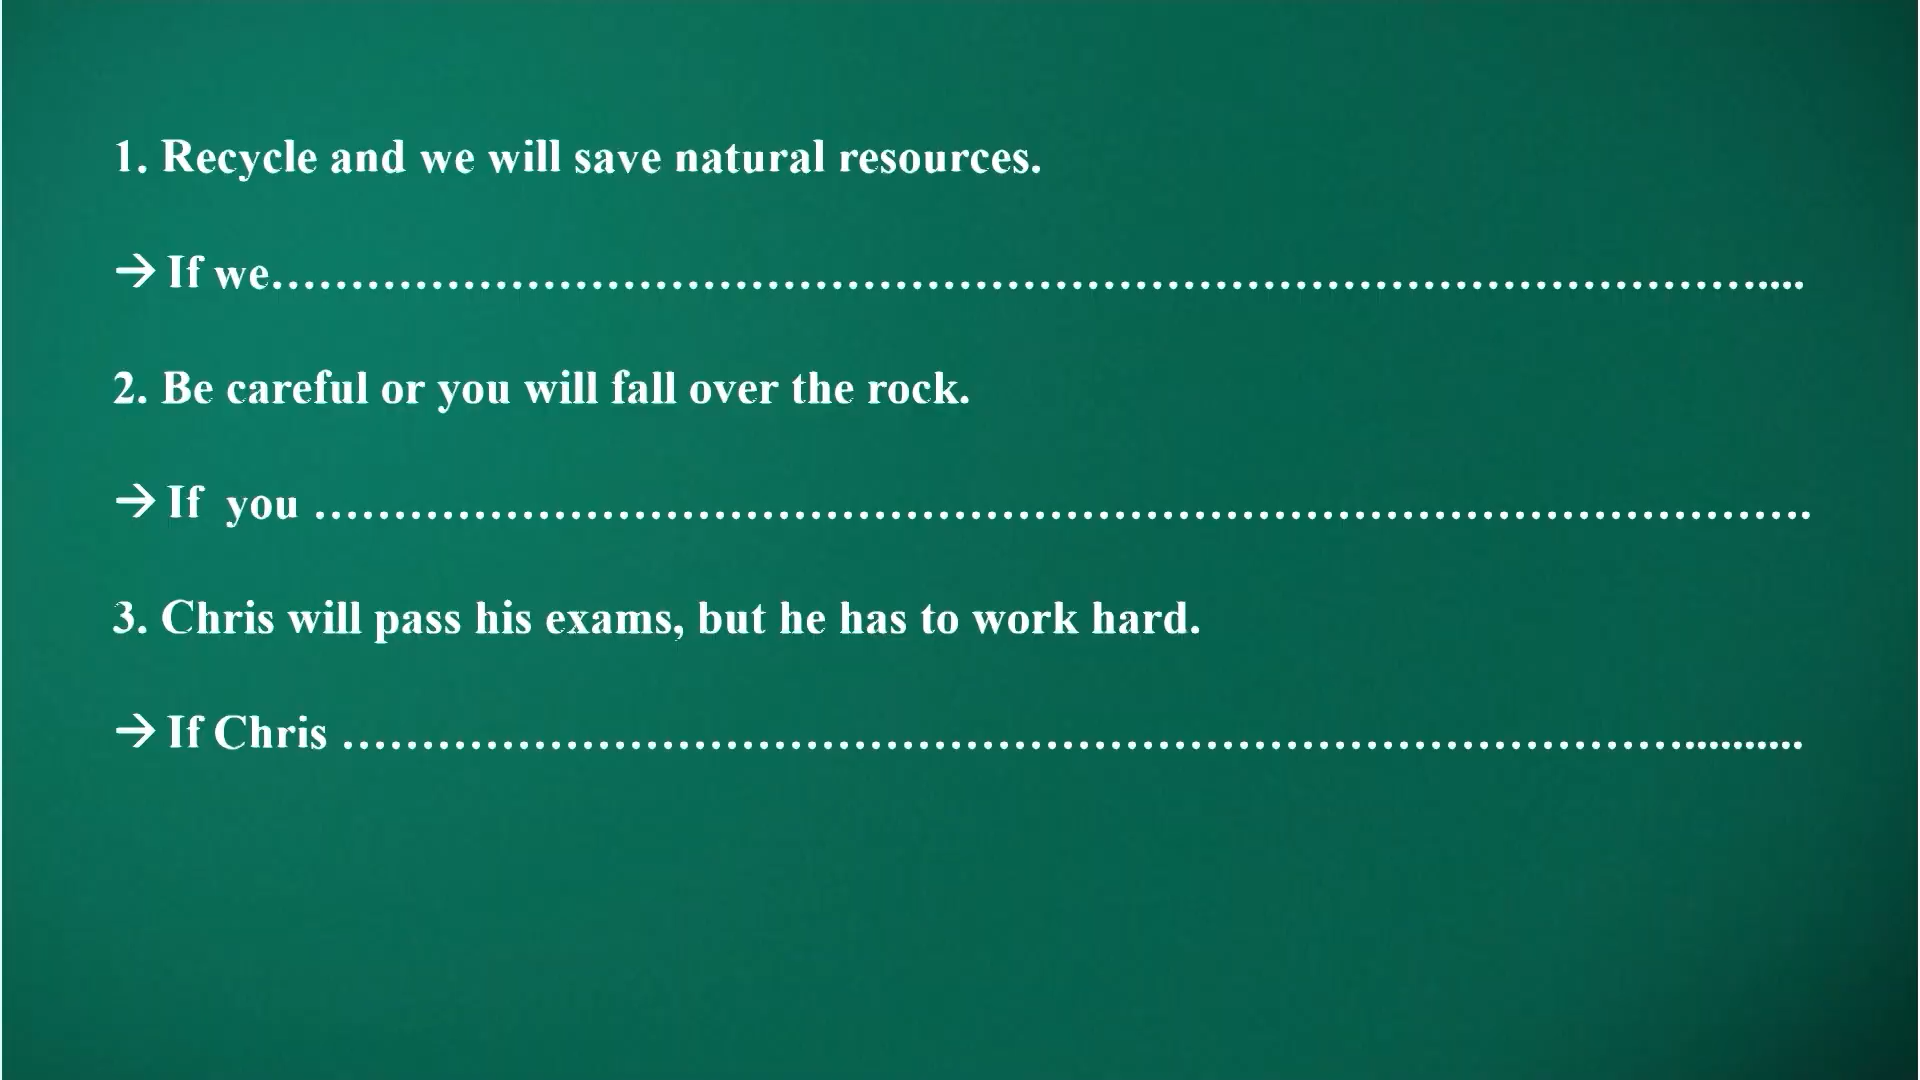 1. Recycle and we will save natural resources.
→ If we……………………………………………………………………………………....
2. Be careful or you will fall over the rock.
→ If  you …………………………………………………………………………………….
3. Chris will pass his exams, but he has to work hard.
→ If Chris ……………………………………………………………………………..........